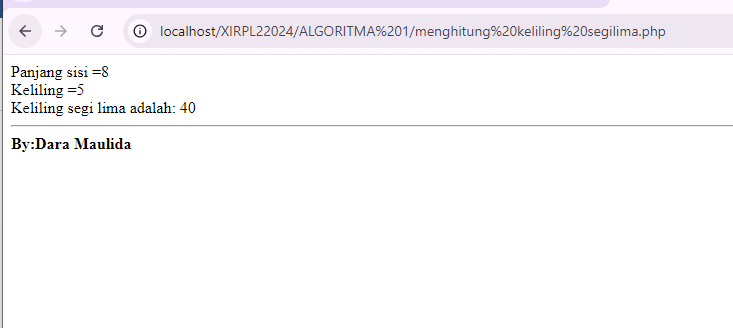 localhost/XIRPL22024/ALGORITMA%201/menghitung%20keliling%20segilima.php
Panjang sisi =8
Keliling =5
Keliling segi lima adalah: 40
By:Dara Maulida